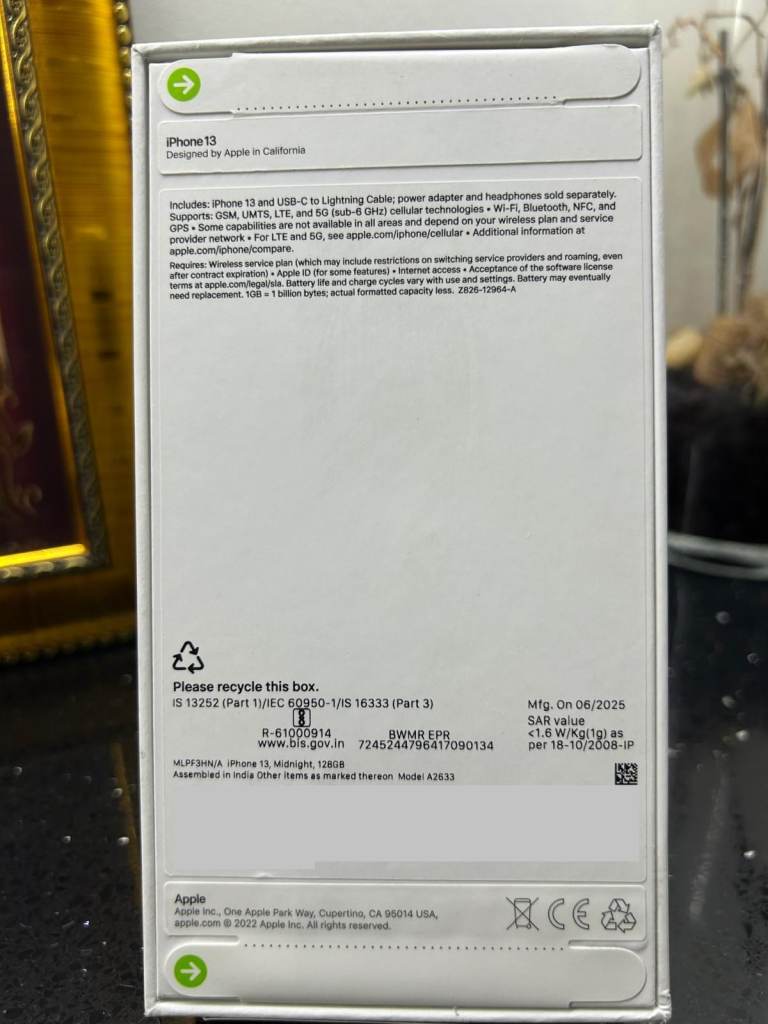 iPhone 13
Designed by Apple in California
Includes: iPhone 13 and USB-C to Lightning Cable; power adapter and headphones sold separately.
Supports: GSM, UMTS, LTE, and 5G (sub-6 GHz) cellular technologies • Wi-Fi, Bluetooth, NFC, and
GPS • Some capabilities are not available in all areas and depend on your wireless plan and service
provider network • For LTE and 5G, see apple.com/iphone/cellular • Additional information at
apple.com/iphone/compare.
Requires: Wireless service plan (which may include restrictions on switching service providers and roaming, even
after contract expiration) • Apple ID (for some features) • Internet access • Acceptance of the software license
terms at apple.com/legal/sla. Battery life and charge cycles vary with use and settings. Battery may eventually
need replacement. 1GB = 1 billion bytes; actual formatted capacity less. Z826-12964-A
Please recycle this box.
IS 13252 (Part 1)/IEC 60950-1/IS 16333 (Part 3)
R-61000914
www.bis.gov.in
BWMR EPR
7245244796417090134
Mfg. On 06/2025
SAR value
<1.6 W/Kg(1g) as
per 18-10/2008-IP
MLPF3HN/A iPhone 13, Midnight, 128GB
Assembled in India Other items as marked thereon Model A2633
Apple
Apple Inc., One Apple Park Way, Cupertino, CA 95014 USA,
apple.com © 2022 Apple Inc. All rights reserved.
CE